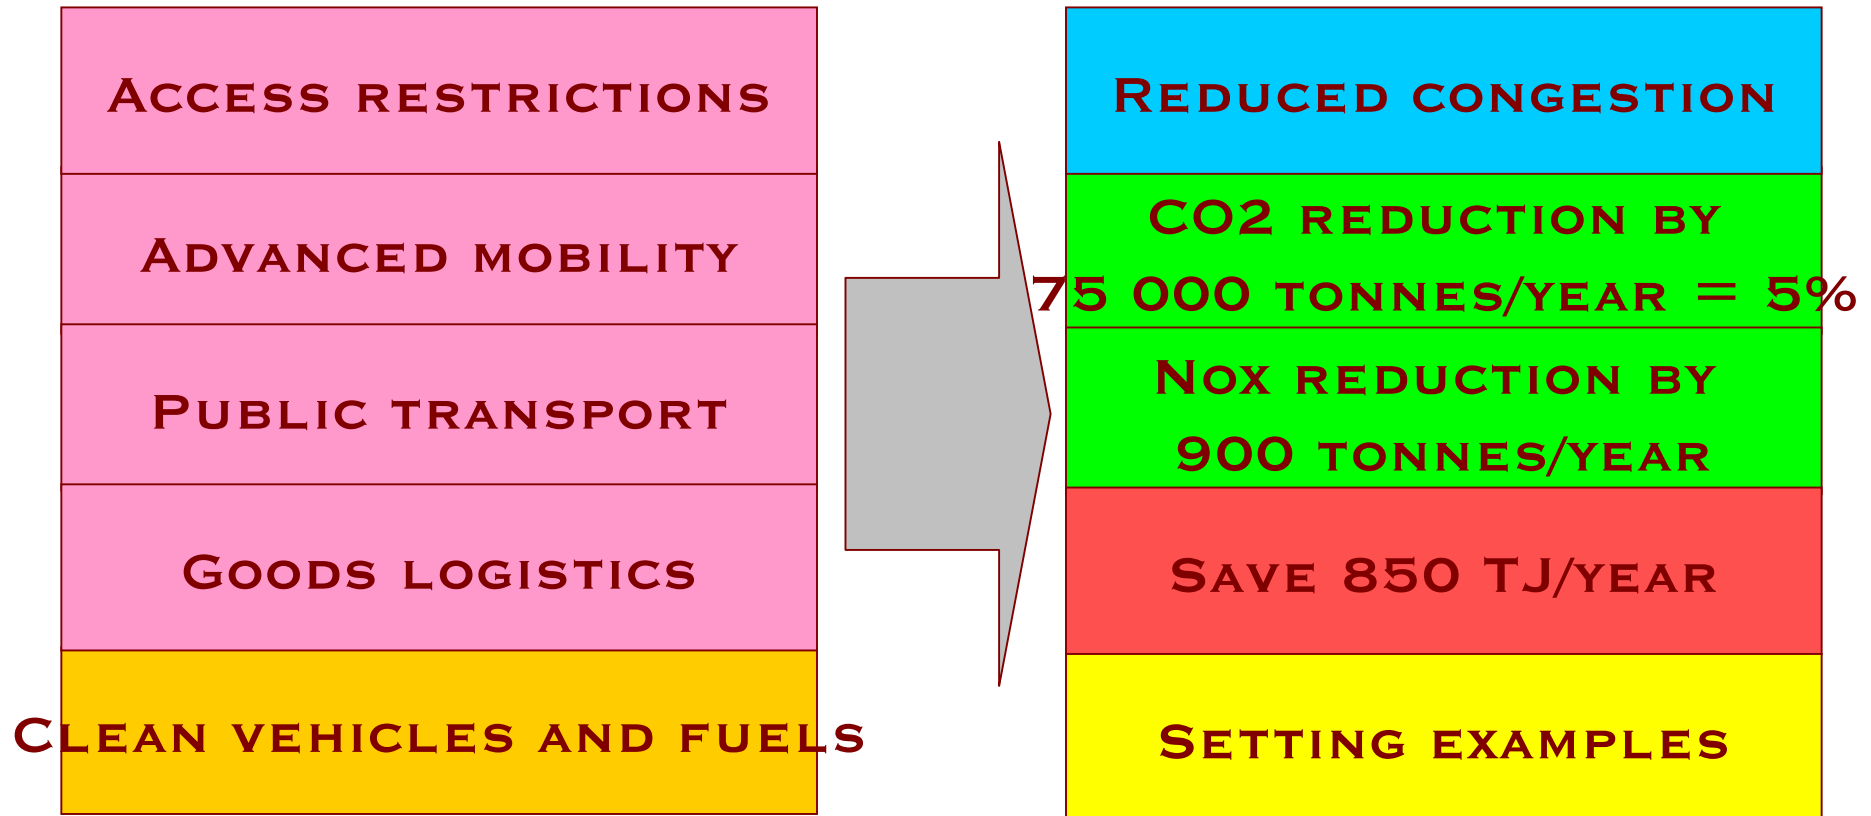 Access restrictions
Advanced mobility
Public transport
Goods logistics
Clean vehicles and fuels
Reduced congestion
CO2 reduction by
75 000 tonnes/year = 5%
Nox reduction by
900 tonnes/year
Save 850 TJ/year
Setting examples